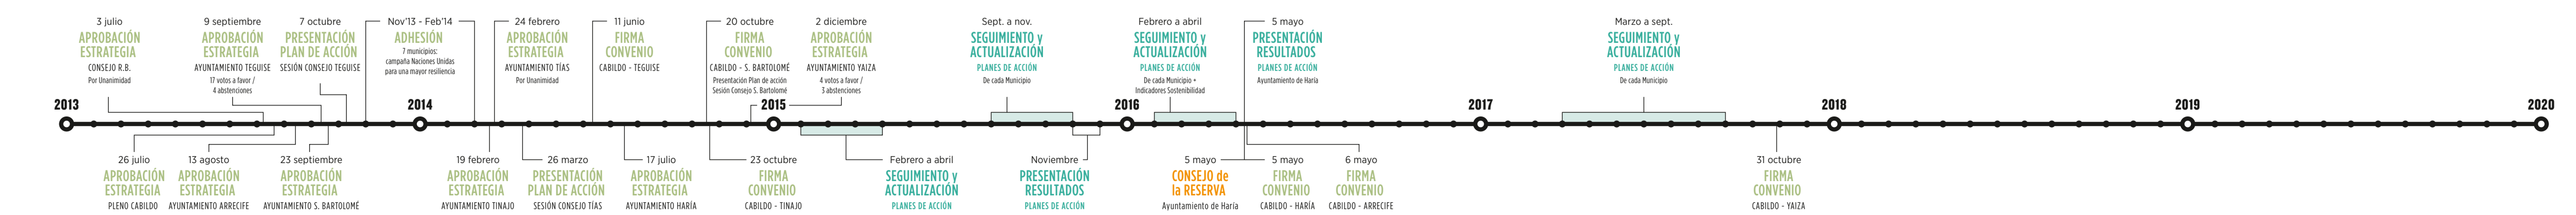 3 julio
APROBACIÓN
ESTRATEGIA
CONSEJO R.B.
Por Unanimidad
9 septiembre
APROBACIÓN
ESTRATEGIA
AYUNTAMIENTO TEGUISE
17 votos a favor /
4 abstenciones
7 octubre
PRESENTACIÓN
PLAN DE ACCIÓN
SESIÓN CONSEJO TEGUISE
Nov'13 - Feb'14
ADHESIÓN
7 municipios:
campaña Naciones Unidas
para una mayor resiliencia
24 febrero
APROBACIÓN
ESTRATEGIA
AYUNTAMIENTO TÍAS
Por Unanimidad
11 junio
FIRMA
CONVENIO
CABILDO - TEGUISE
20 octubre
FIRMA
CONVENIO
CABILDO - S. BARTOLOMÉ
Presentación Plan de acción
Sesión Consejo S. Bartolomé
2 diciembre
APROBACIÓN
ESTRATEGIA
AYUNTAMIENTO YAIZA
4 votos a favor /
3 abstenciones
Sept. a nov.
SEGUIMIENTO y
ACTUALIZACIÓN
PLANES DE ACCIÓN
De cada Municipio
Febrero a abril
SEGUIMIENTO y
ACTUALIZACIÓN
PLANES DE ACCIÓN
De cada Municipio +
Indicadores Sostenibilidad
5 mayo
PRESENTACIÓN
RESULTADOS
PLANES DE ACCIÓN
Ayuntamiento de Haría
Marzo a sept.
SEGUIMIENTO y
ACTUALIZACIÓN
PLANES DE ACCIÓN
De cada Municipio
2013
2014
2015
2016
2017
2018
2019
2020
26 julio
APROBACIÓN
ESTRATEGIA
PLENO CABILDO
13 agosto
APROBACIÓN
ESTRATEGIA
AYUNTAMIENTO ARRECIFE
23 septiembre
APROBACIÓN
ESTRATEGIA
AYUNTAMIENTO S. BARTOLOMÉ
19 febrero
APROBACIÓN
ESTRATEGIA
AYUNTAMIENTO TINAJO
26 marzo
PRESENTACIÓN
PLAN DE ACCIÓN
SESIÓN CONSEJO TÍAS
17 julio
APROBACIÓN
ESTRATEGIA
AYUNTAMIENTO HARÍA
23 octubre
FIRMA
CONVENIO
CABILDO - TINAJO
Febrero a abril
SEGUIMIENTO y
ACTUALIZACIÓN
PLANES DE ACCIÓN
Noviembre
PRESENTACIÓN
RESULTADOS
PLANES DE ACCIÓN
5 mayo
CONSEJO de
la RESERVA
Ayuntamiento de Haría
5 mayo
FIRMA
CONVENIO
CABILDO - HARÍA
6 mayo
FIRMA
CONVENIO
CABILDO - ARRECIFE
31 octubre
FIRMA
CONVENIO
CABILDO - YAIZA